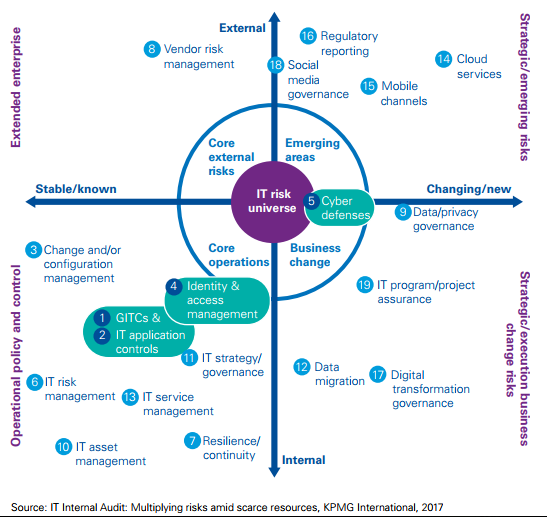 External
Extended enterprise
Strategic/emerging risks
8 Vendor risk
management
16 Regulatory
reporting
18 Social
media
governance
14 Cloud
services
15 Mobile
channels
Core
external
risks
Emerging
areas
Stable/known
IT risk
universe
5 Cyber
defenses
Changing/new
9 Data/privacy
governance
Core
operations
Business
change
3 Change and/or
configuration
management
4 Identity &
access
management
19 IT program/project
assurance
Operational policy and control
Strategic/execution business
change risks
1 GITCs &
2 IT application
controls
11 IT strategy/
governance
12 Data
migration
17 Digital
transformation
governance
6 IT risk
management
13 IT service
management
10 IT asset
management
7 Resilience/
continuity
Internal
Source: IT Internal Audit: Multiplying risks amid scarce resources, KPMG International, 2017